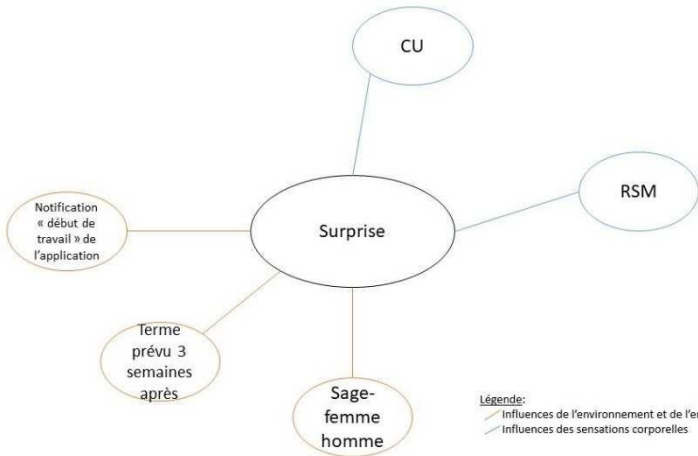 CU
RSM
Surprise
Notification
« début de
travail » de
l'application
Terme
prévu 3
semaines
après
Sage-
femme
homme
Légende:
Influences de l'environnement et de
Influences des sensations corporelles